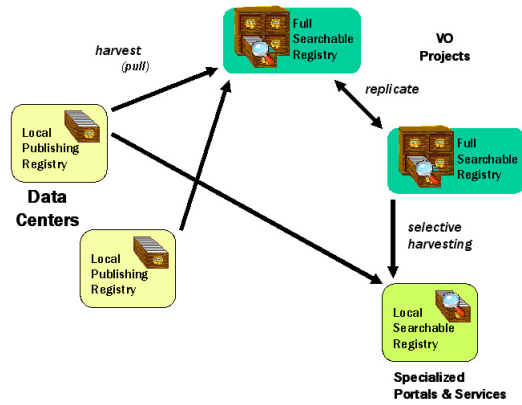 harvest
(pull)
Full
Searchable
Registry
VO
Projects
replicate
Local
Publishing
Registry
Data
Centers
Full
Searchable
Registry
Local
Publishing
Registry
selective
harvesting
Local
Searchable
Registry
Specialized
Portals & Services